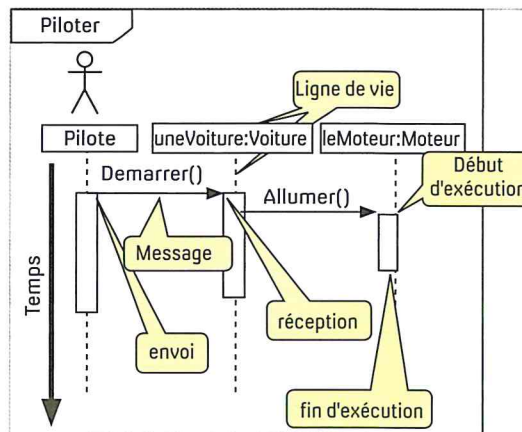 Piloter
Ligne de vie
Pilote
uneVoiture:Voiture
leMoteur:Moteur
Début
d'exécution
Demarrer()
Allumer()
Message
Temps
réception
envoi
fin d'exécution